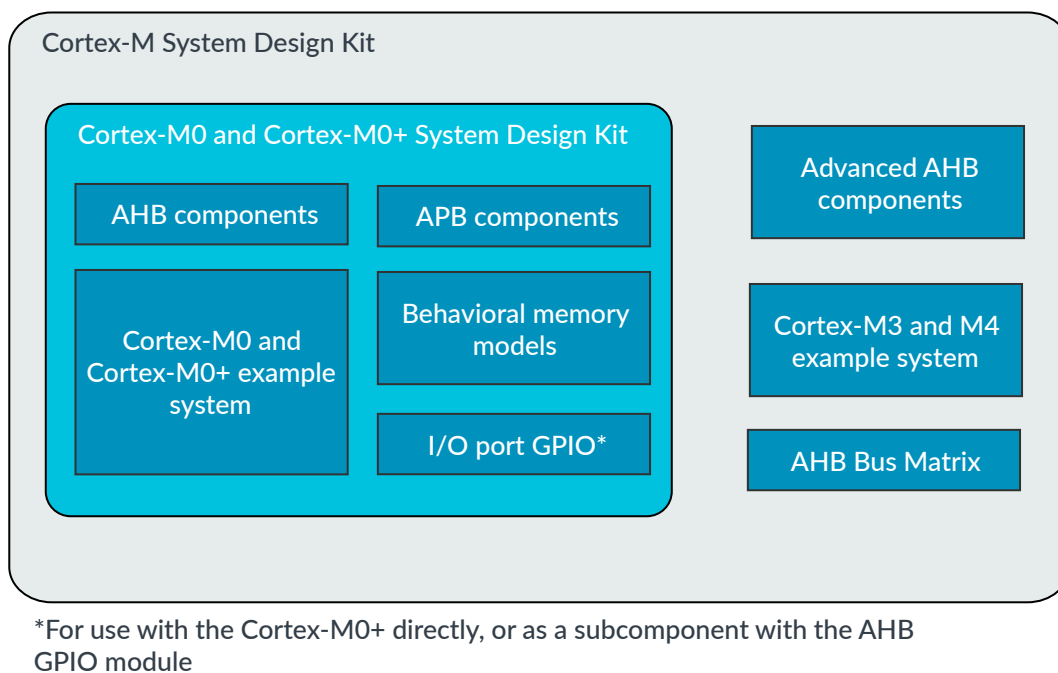 Cortex-M System Design Kit
Cortex-M0 and Cortex-M0+ System Design Kit
AHB components
APB components
Cortex-M0 and
Cortex-M0+ example
system
Behavioral memory
models
I/O port GPIO*
Advanced AHB
components
Cortex-M3 and M4
example system
AHB Bus Matrix
*For use with the Cortex-M0+ directly, or as a subcomponent with the AHB
GPIO module